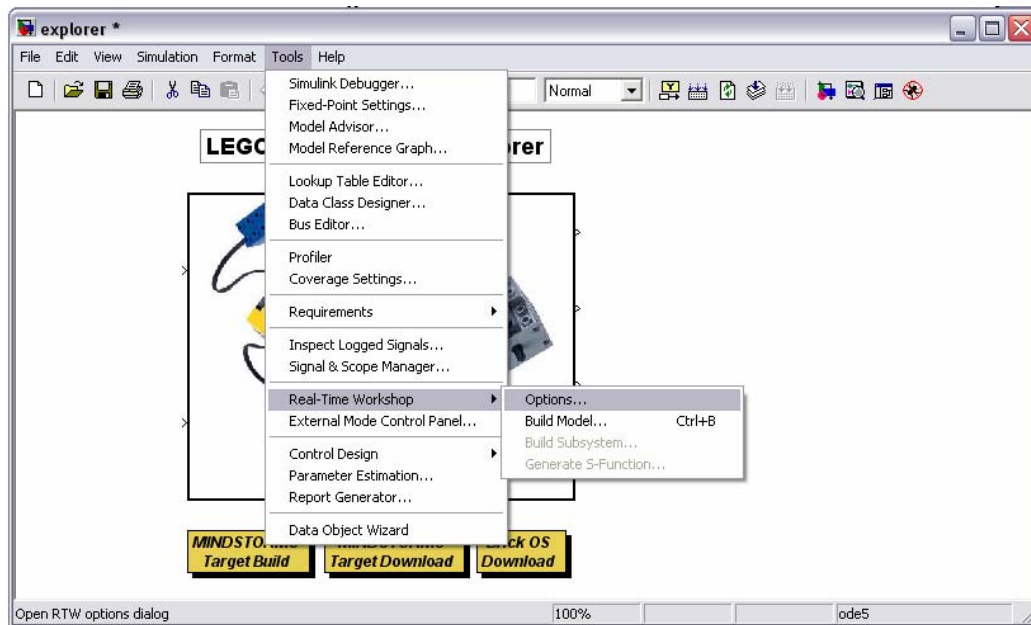 explorer *
File Edit View Simulation Format Tools Help
Normal
Simulink Debugger...
Fixed-Point Settings...
Model Advisor...
Model Reference Graph...
Lookup Table Editor...
Data Class Designer...
Bus Editor...
Profiler
Coverage Settings...
Requirements
Inspect Logged Signals...
Signal & Scope Manager...
Real-Time Workshop
External Mode Control Panel...
Control Design
Parameter Estimation...
Report Generator...
Data Object Wizard
Options...
Build Model... Ctrl+B
Build Subsystem...
Generate S-Function...
Target Build
Target Download
Download
Open RTW options dialog 100% ode5